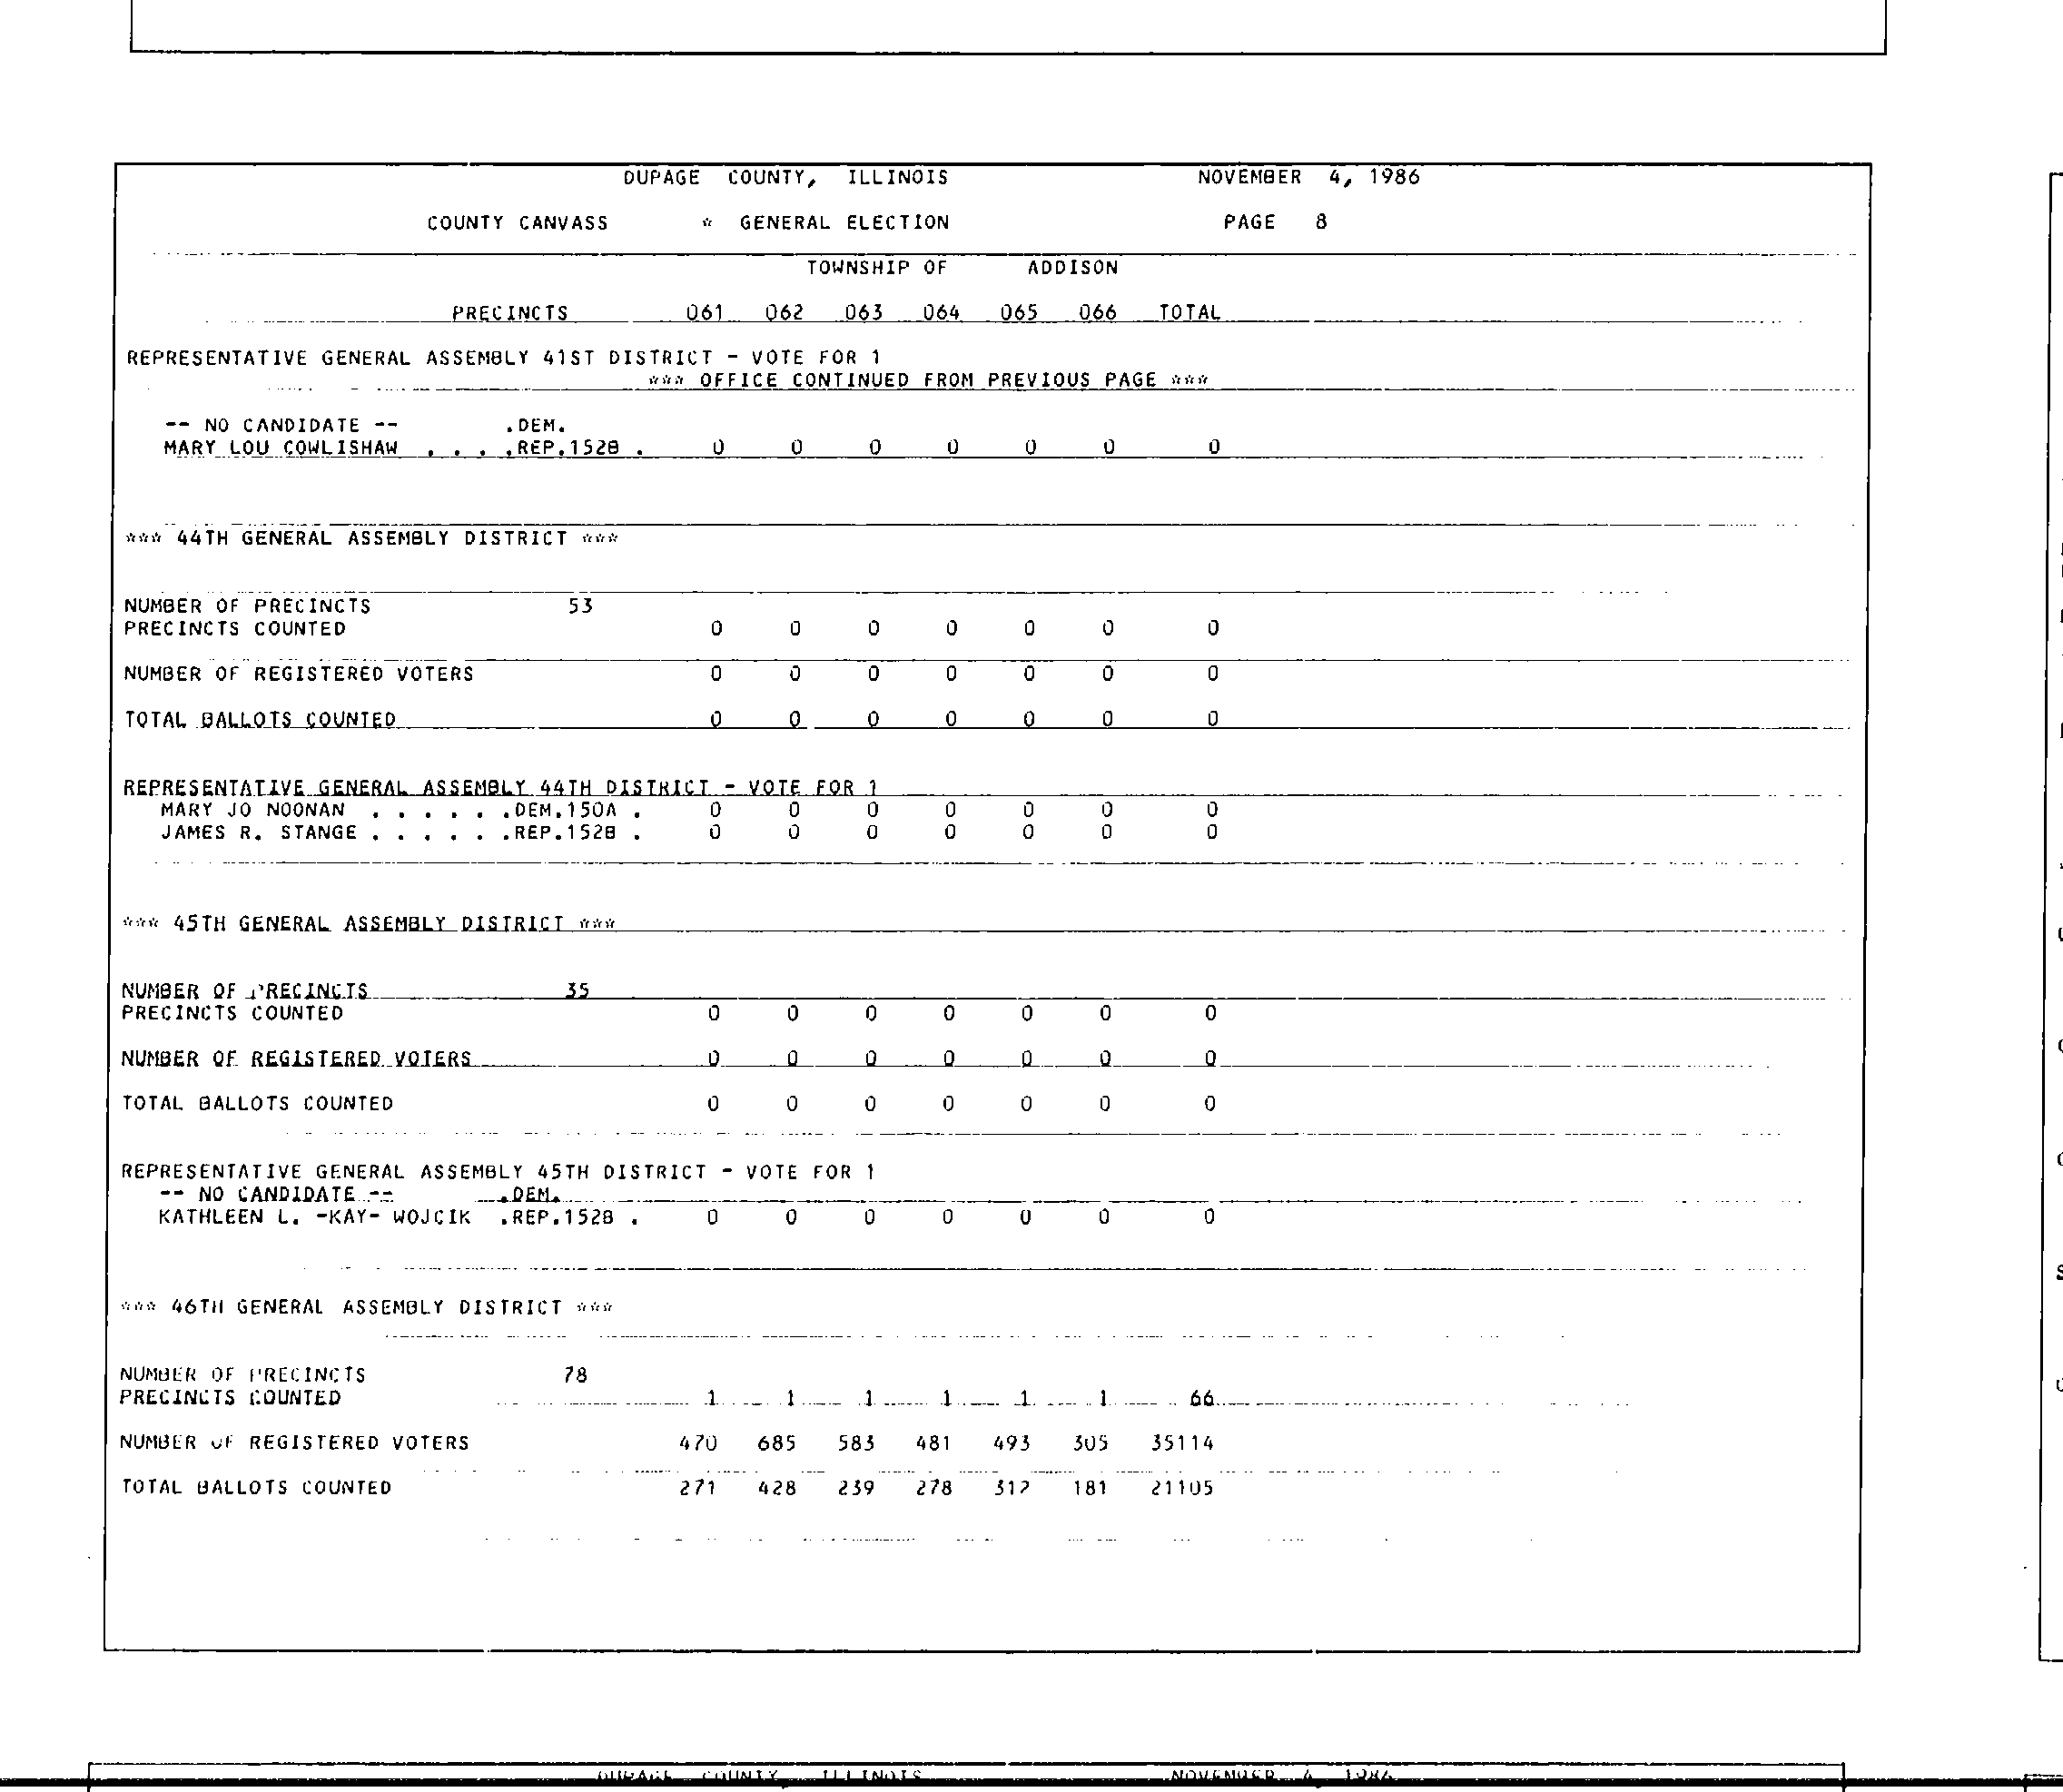 DUPAGE COUNTY, ILLINOIS NOVEMBER 4, 1986
COUNTY CANVASS * GENERAL ELECTION PAGE 8
TOWNSHIP OF ADDISON
PRECINCTS 061 062 063 064 065 066 TOTAL
REPRESENTATIVE GENERAL ASSEMBLY 41ST DISTRICT - VOTE FOR 1
*** OFFICE CONTINUED FROM PREVIOUS PAGE ***
-- NO CANDIDATE -- .DEM.
MARY LOU COWLISHAW . . . .REP.152B . 0 0 0 0 0 0 0
*** 44TH GENERAL ASSEMBLY DISTRICT ***
NUMBER OF PRECINCTS 53
PRECINCTS COUNTED 0 0 0 0 0 0 0
NUMBER OF REGISTERED VOTERS 0 0 0 0 0 0 0
TOTAL BALLOTS COUNTED 0 0 0 0 0 0 0
REPRESENTATIVE GENERAL ASSEMBLY 44TH DISTRICT - VOTE FOR 1
MARY JO NOONAN . . . . . .DEM.150A . 0 0 0 0 0 0 0
JAMES R. STANGE . . . . . .REP.152B . 0 0 0 0 0 0 0
*** 45TH GENERAL ASSEMBLY DISTRICT ***
NUMBER OF PRECINCTS 35
PRECINCTS COUNTED 0 0 0 0 0 0 0
NUMBER OF REGISTERED VOTERS 0 0 0 0 0 0 0
TOTAL BALLOTS COUNTED 0 0 0 0 0 0 0
REPRESENTATIVE GENERAL ASSEMBLY 45TH DISTRICT - VOTE FOR 1
-- NO CANDIDATE -- .DEM.
KATHLEEN L. -KAY- WOJCIK .REP.152B . 0 0 0 0 0 0 0
*** 46TH GENERAL ASSEMBLY DISTRICT ***
NUMBER OF PRECINCTS 78
PRECINCTS COUNTED 1 1 1 1 1 1 66
NUMBER OF REGISTERED VOTERS 470 685 583 481 493 305 35114
TOTAL BALLOTS COUNTED 271 428 239 278 312 181 21105
DUPAGE COUNTY, ILLINOIS NOVEMBER 4, 1986